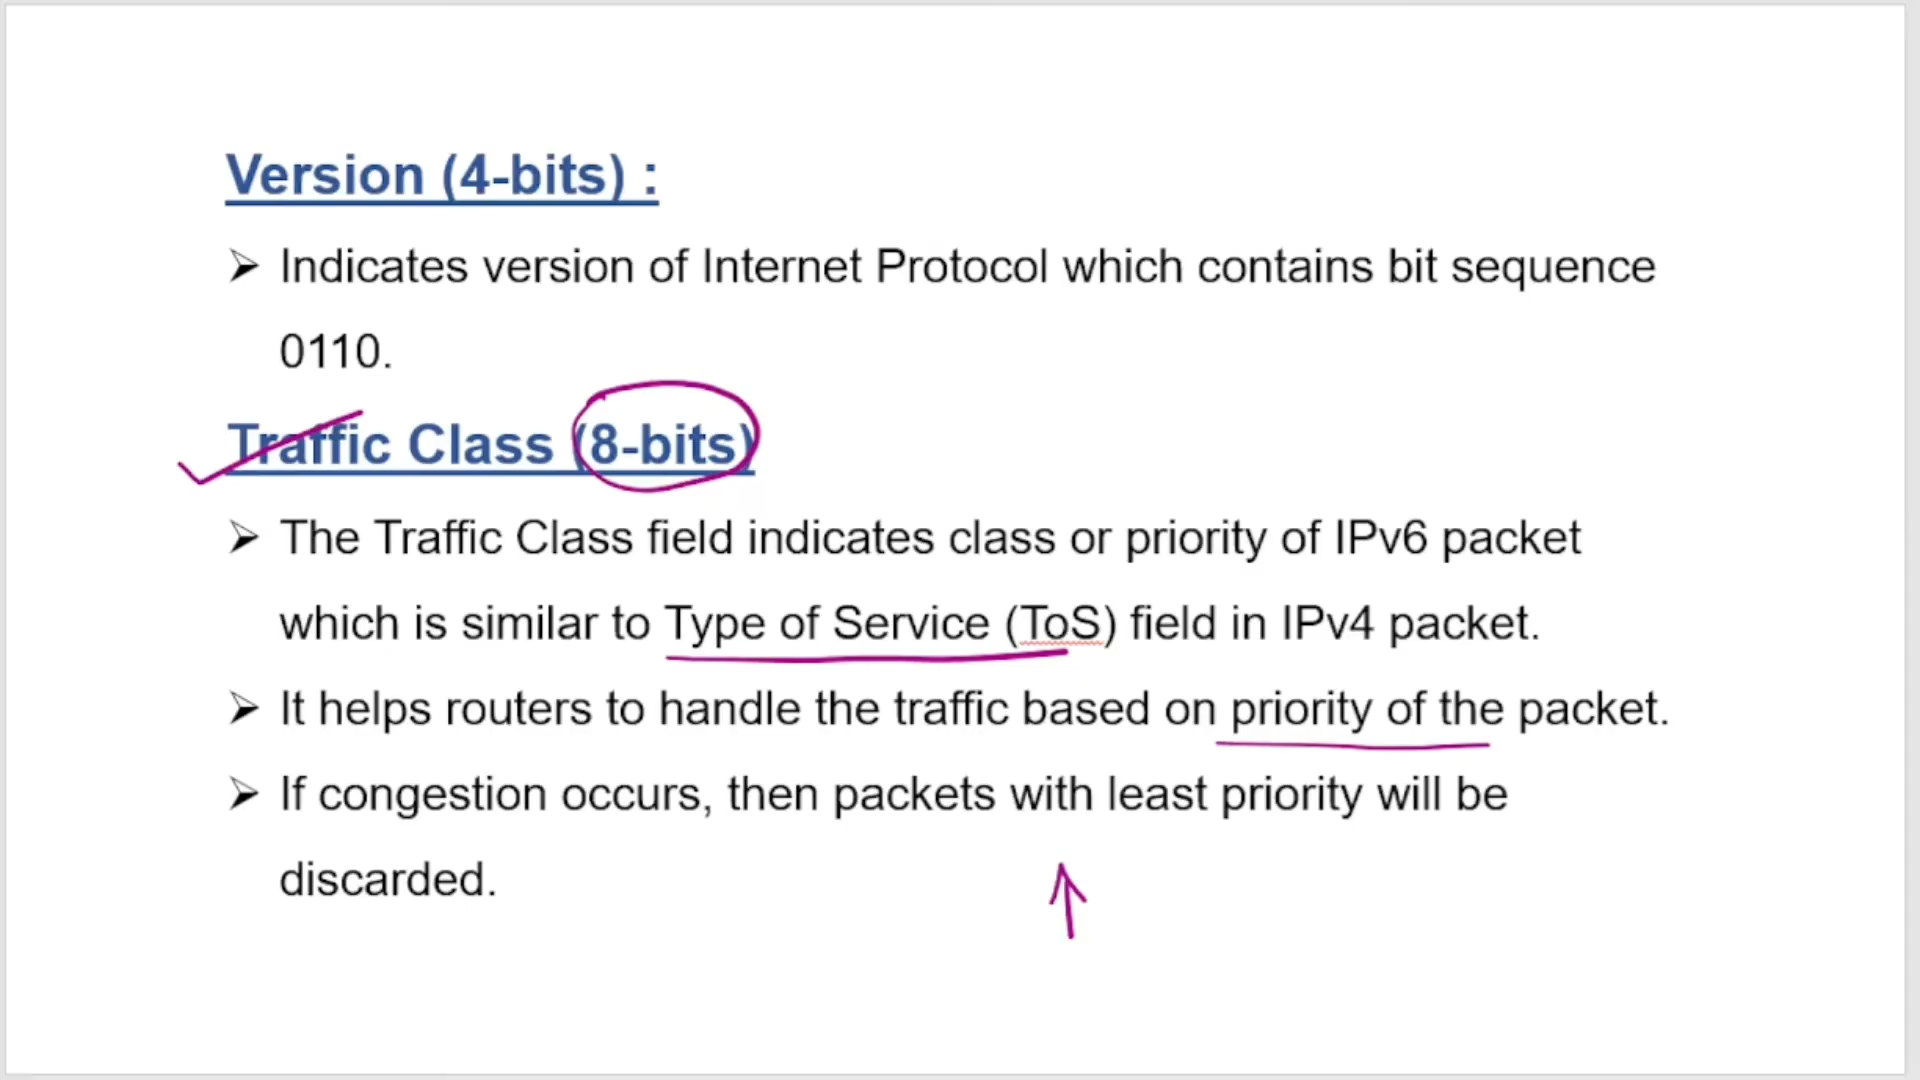 Version (4-bits) :
➢ Indicates version of Internet Protocol which contains bit sequence
0110.
Traffic Class (8-bits)
➢ The Traffic Class field indicates class or priority of IPv6 packet
which is similar to Type of Service (ToS) field in IPv4 packet.
➢ It helps routers to handle the traffic based on priority of the packet.
➢ If congestion occurs, then packets with least priority will be
discarded.